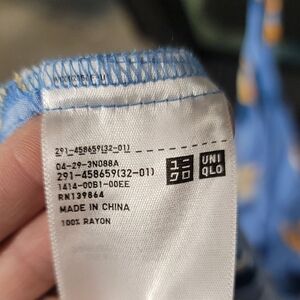 291-458659(32-01)
04-29-3N088A
291-458659(32-01)
1414-00B1-00EE
RN139864
MADE IN CHINA
100% RAYON
ユニ
クロ
UNI
QLO